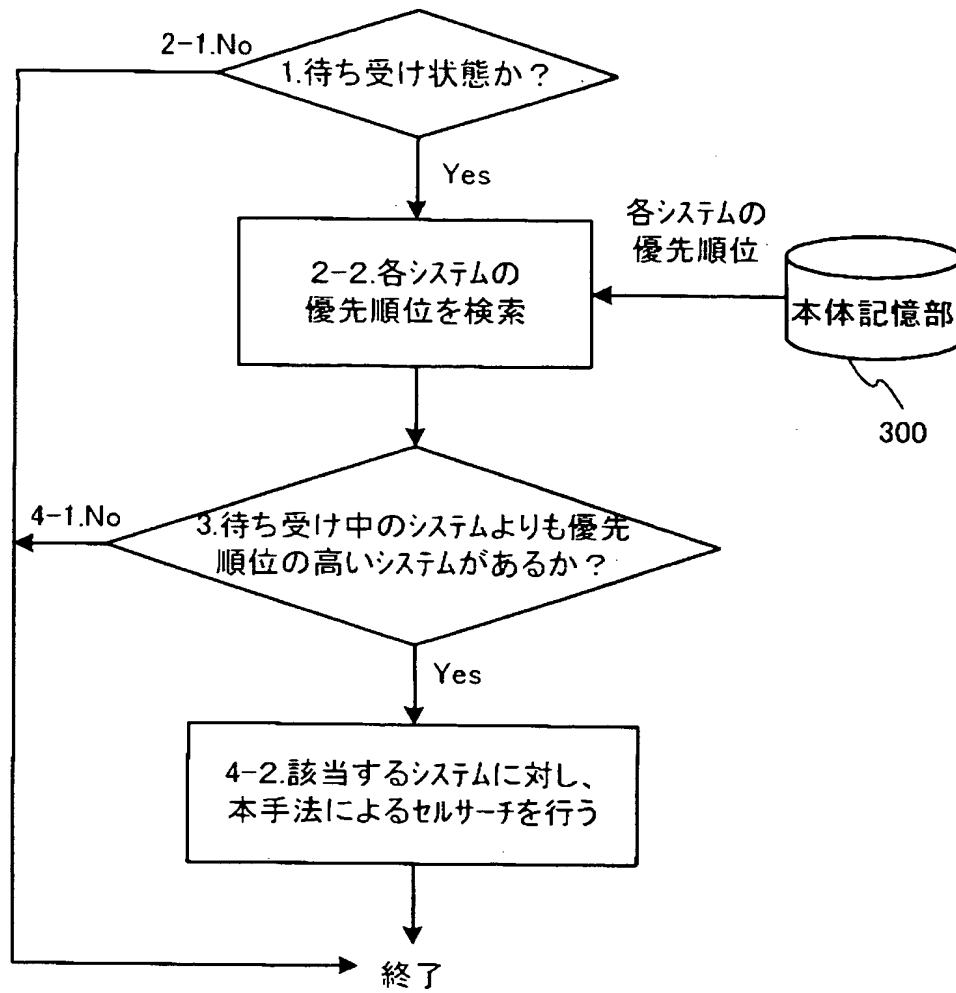 2-1.No
1.待ち受け状態か？
Yes
各システムの
優先順位
2-2.各システムの
優先順位を検索
本体記憶部
300
4-1.No
3.待ち受け中のシステムよりも優先
順位の高いシステムがあるか？
Yes
4-2.該当するシステムに対し、
本手法によるセルサーチを行う
終了